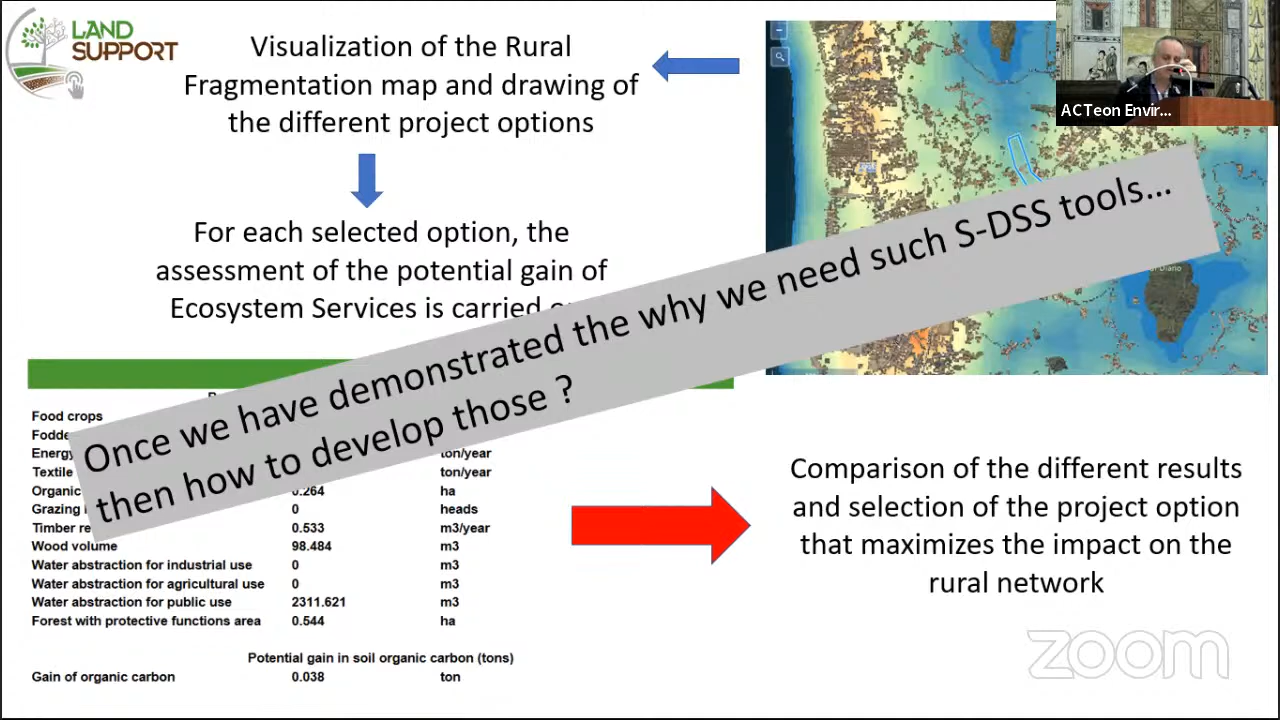 LAND
SUPPORT
Visualization of the Rural
Fragmentation map and drawing of
the different project options
ACTeon Envir...
For each selected option, the
assessment of the potential gain of
Ecosystem Services is carried
Once we have demonstrated the why we need such S-DSS tools...
then how to develop those ?
Food crops
Textile ton/year
ton/year
Organic 0.264 ha
Grazing 0 heads
Timber 0.533 m3/year
Wood volume 98.484 m3
Water abstraction for industrial use 0 m3
Water abstraction for agricultural use 0 m3
Water abstraction for public use 2311.621 m3
Forest with protective functions area 0.544 ha
Potential gain in soil organic carbon (tons)
Gain of organic carbon 0.038 ton
Comparison of the different results
and selection of the project option
that maximizes the impact on the
rural network
zoom